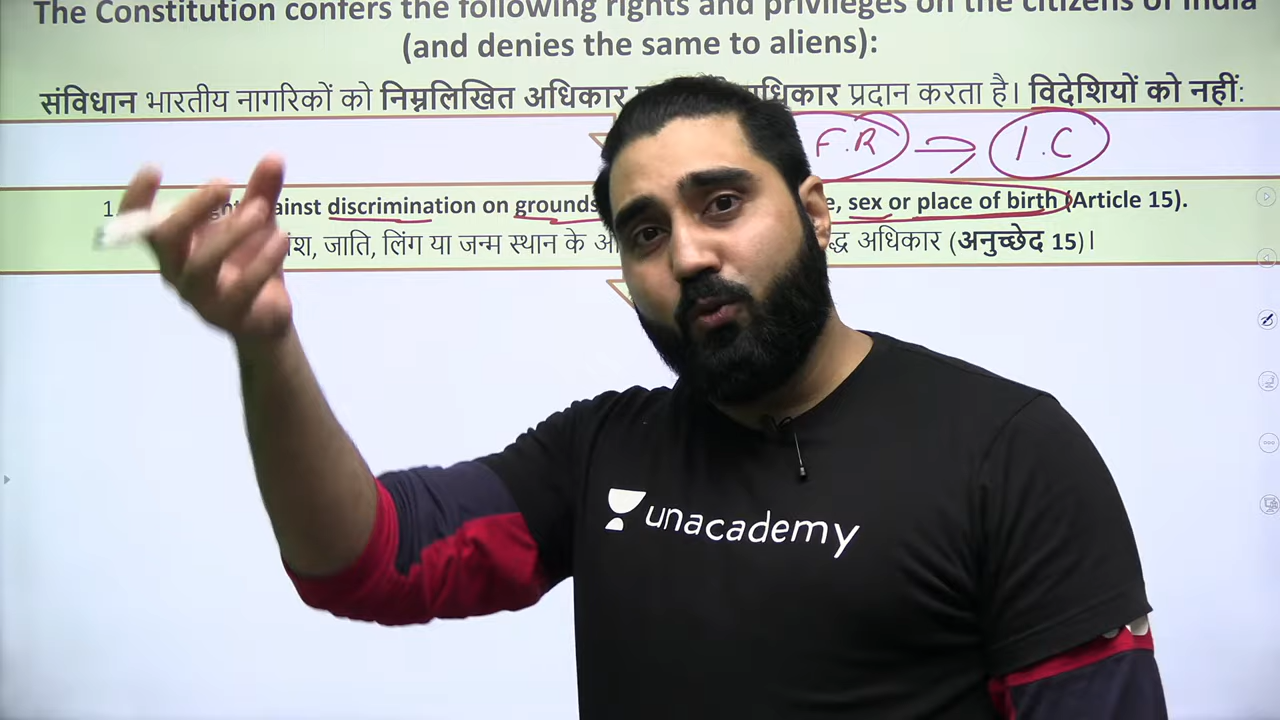 The Constitution confers the following rights and privileges on the citizens of India
(and denies the same to aliens):
संविधान भारतीय नागरिकों को निम्नलिखित अधिकार प्रदान करता है। विदेशियों को नहीं:
F.R ⇒ I.C
1. discrimination on grounds sex or place of birth (Article 15).
जाति, लिंग या जन्म स्थान के अधिकार (अनुच्छेद 15)।
unacademy